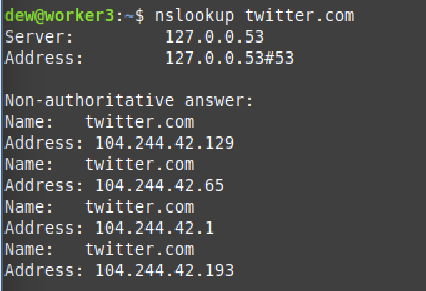 dew@worker3:~$ nslookup twitter.com
Server:         127.0.0.53
Address:        127.0.0.53#53

Non-authoritative answer:
Name:   twitter.com
Address: 104.244.42.129
Name:   twitter.com
Address: 104.244.42.65
Name:   twitter.com
Address: 104.244.42.1
Name:   twitter.com
Address: 104.244.42.193